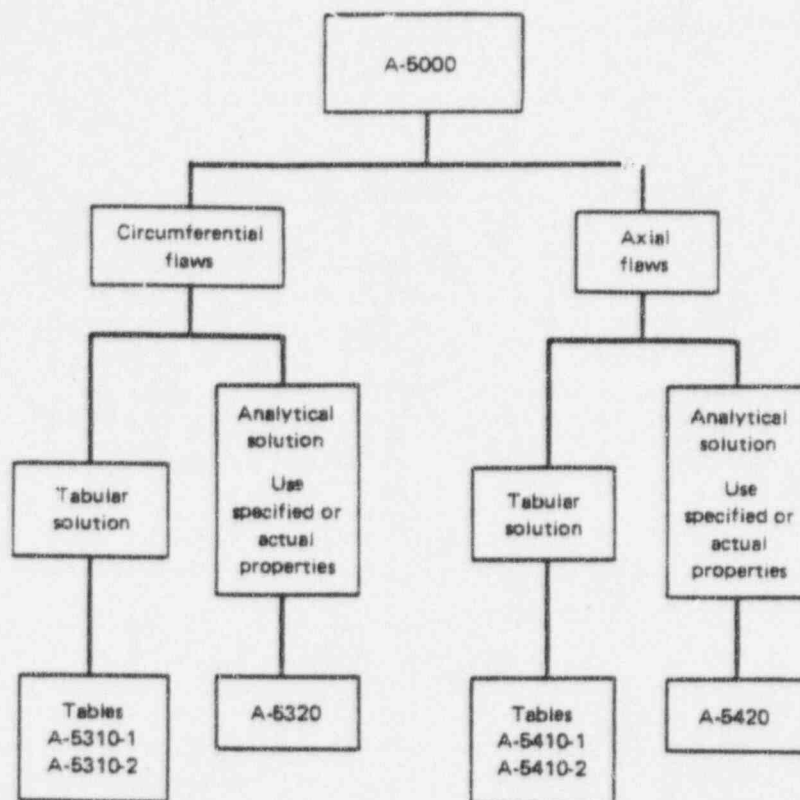 A-5000
Circumferential
flaws
Axial
flaws
Tabular
solution
Analytical
solution
Use
specified or
actual
properties
Tabular
solution
Analytical
solution
Use
specified or
actual
properties
Tables
A-5310-1
A-5310-2
A-5320
Tables
A-5410-1
A-5410-2
A-5420